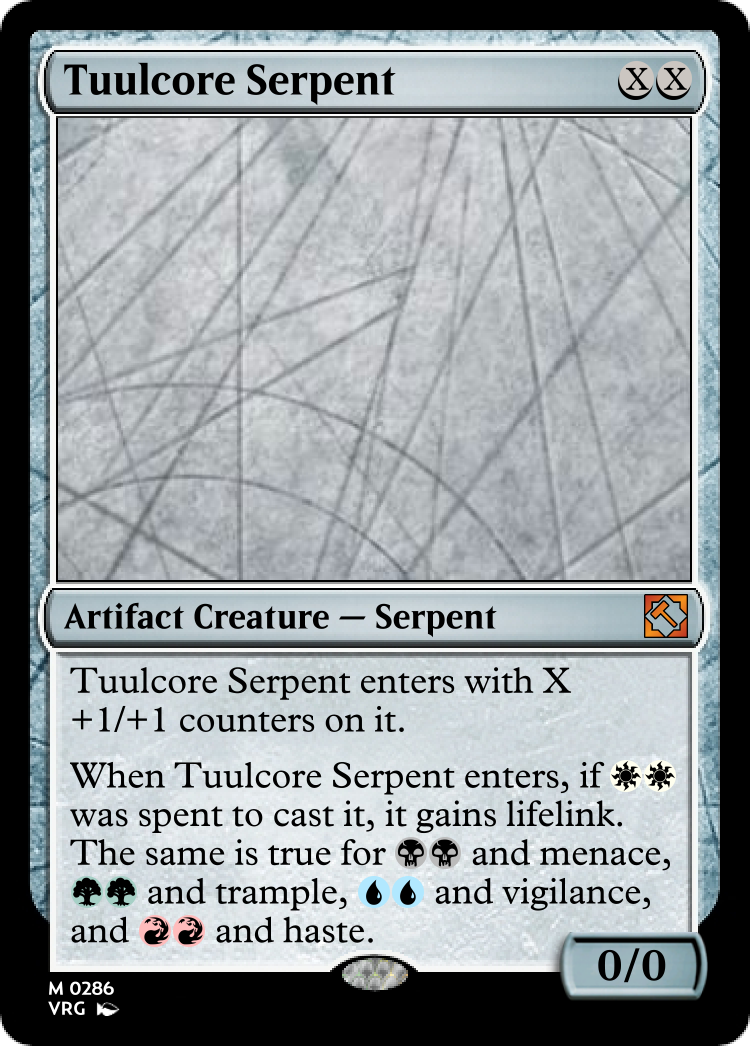 Tuulcore Serpent XX
Artifact Creature — Serpent
Tuulcore Serpent enters with X
+1/+1 counters on it.
When Tuulcore Serpent enters, if
was spent to cast it, it gains lifelink.
The same is true for and menace,
and trample, and vigilance,
and and haste.
0/0
M 0286
VRG